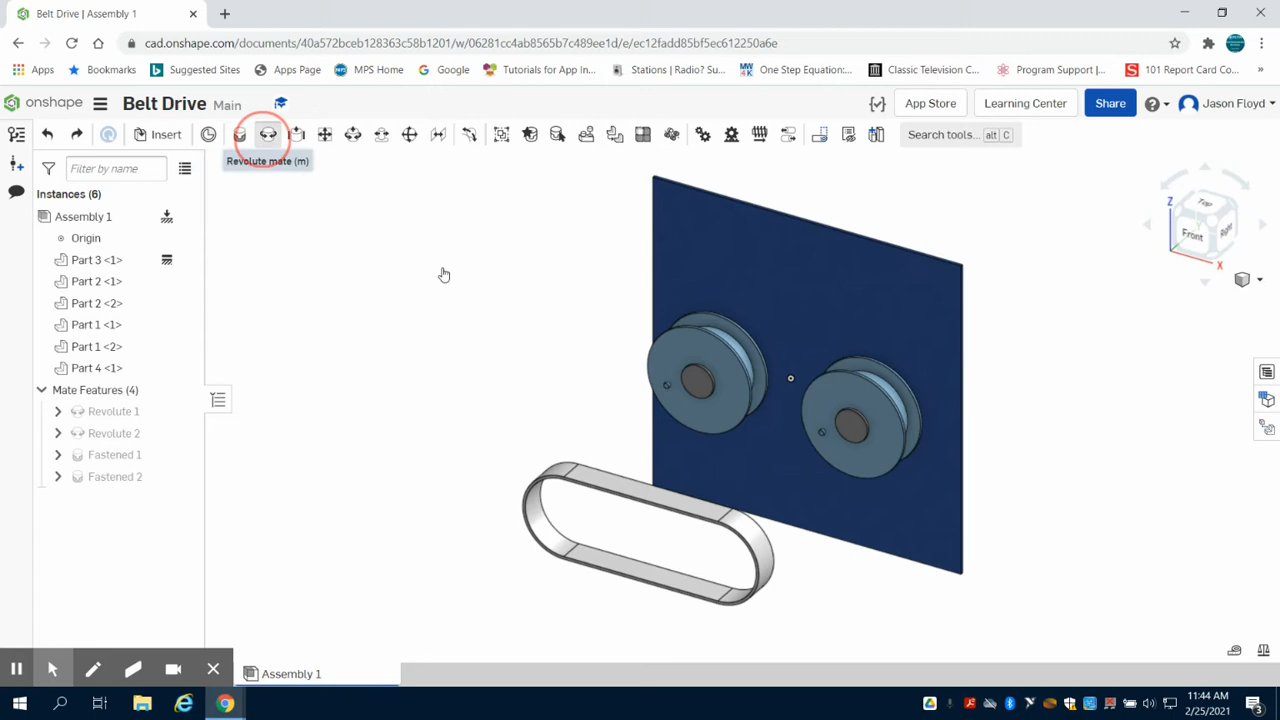 Belt Drive | Assembly 1
cad.onshape.com/documents/40a572bceb128363c58b1201/w/06281cc4ab8565b7c489ee1d/e/ec12fadd85bf5ec612250a6e
Apps Bookmarks Suggested Sites Apps Page MPS Home Google Tutorials for App In... Stations | Radio? Su... One Step Equation:... Classic Television C... Program Support |... 101 Report Card Co... »
onshape Belt Drive Main App Store Learning Center Share Jason Floyd
Insert Search tools... alt C
Revolute mate (m)
Filter by name
Instances (6)
Assembly 1
Origin
Part 3 <1>
Part 2 <1>
Part 2 <2>
Part 1 <1>
Part 1 <2>
Part 4 <1>
Mate Features (4)
Revolute 1
Revolute 2
Fastened 1
Fastened 2
Top
Front
Right
Z
X
Assembly 1
11:44 AM
2/25/2021
3